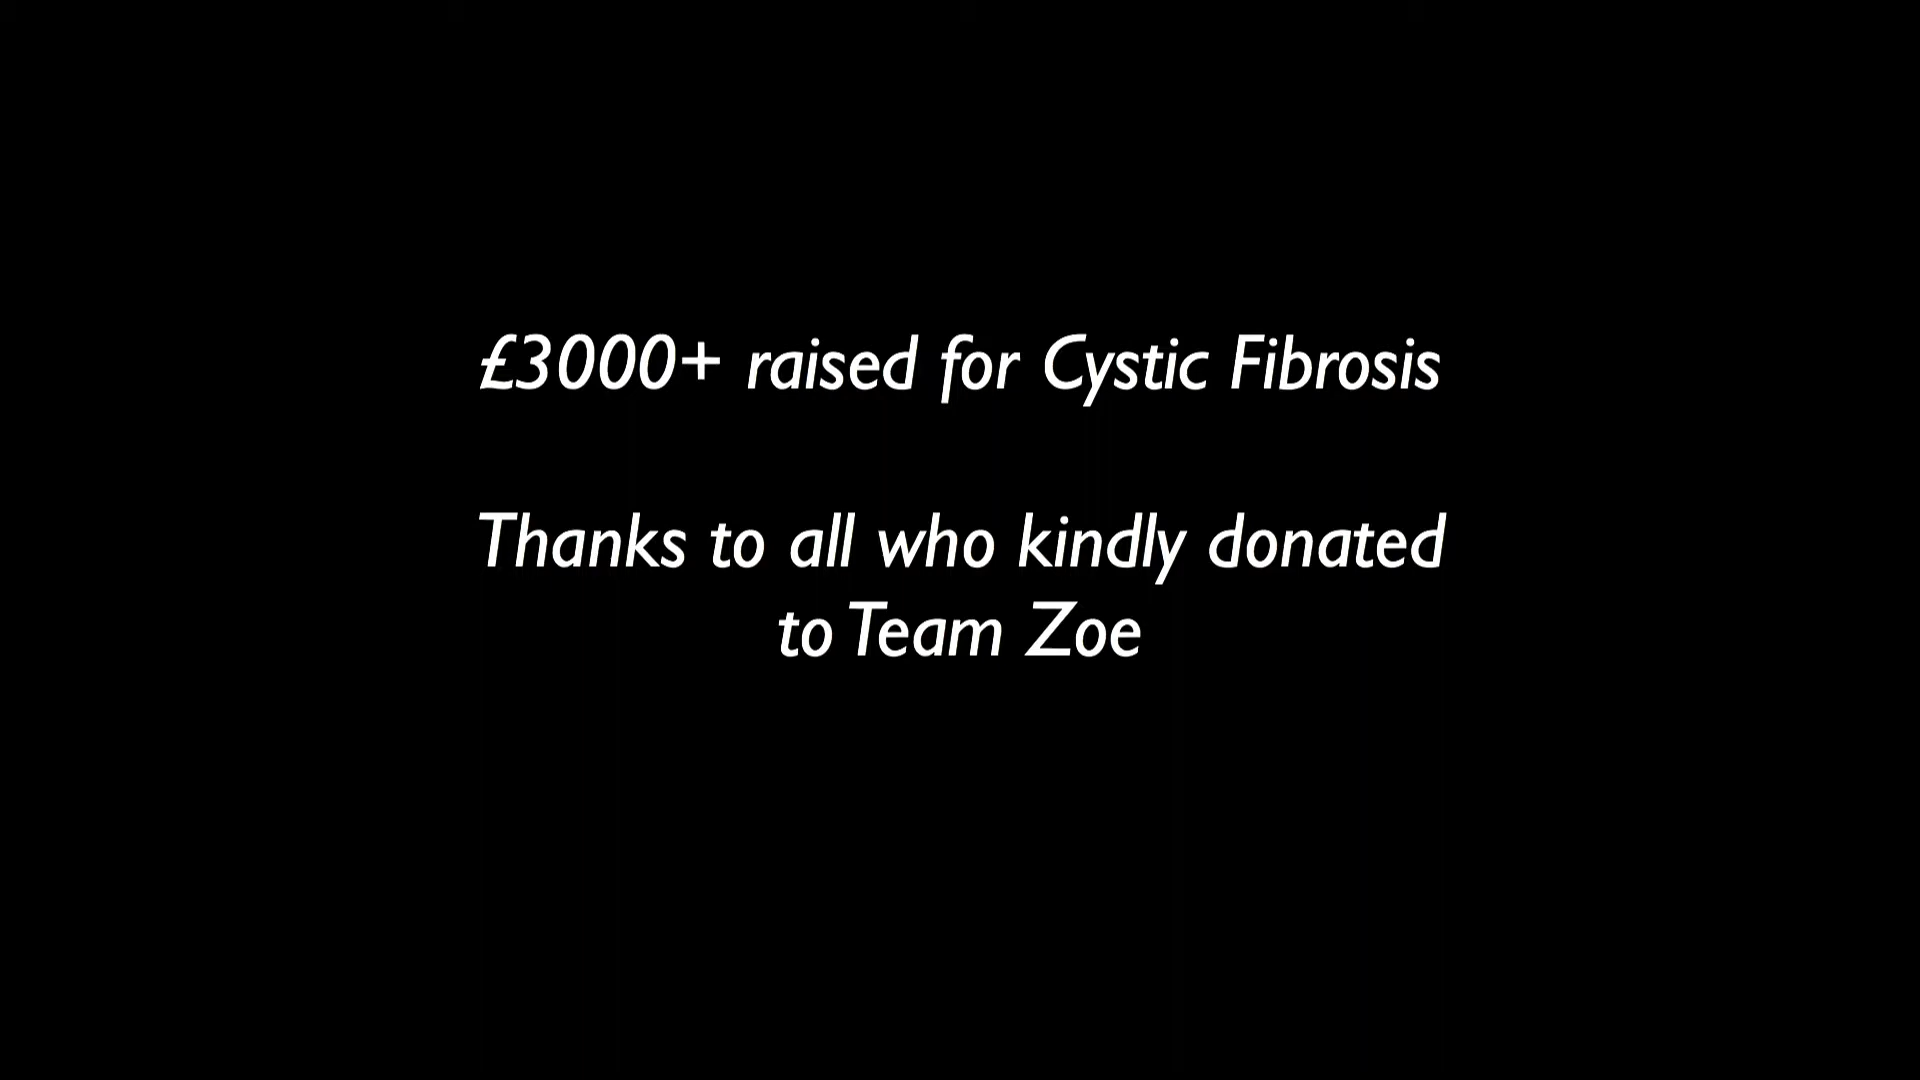 £3000+ raised for Cystic Fibrosis
Thanks to all who kindly donated
to Team Zoe